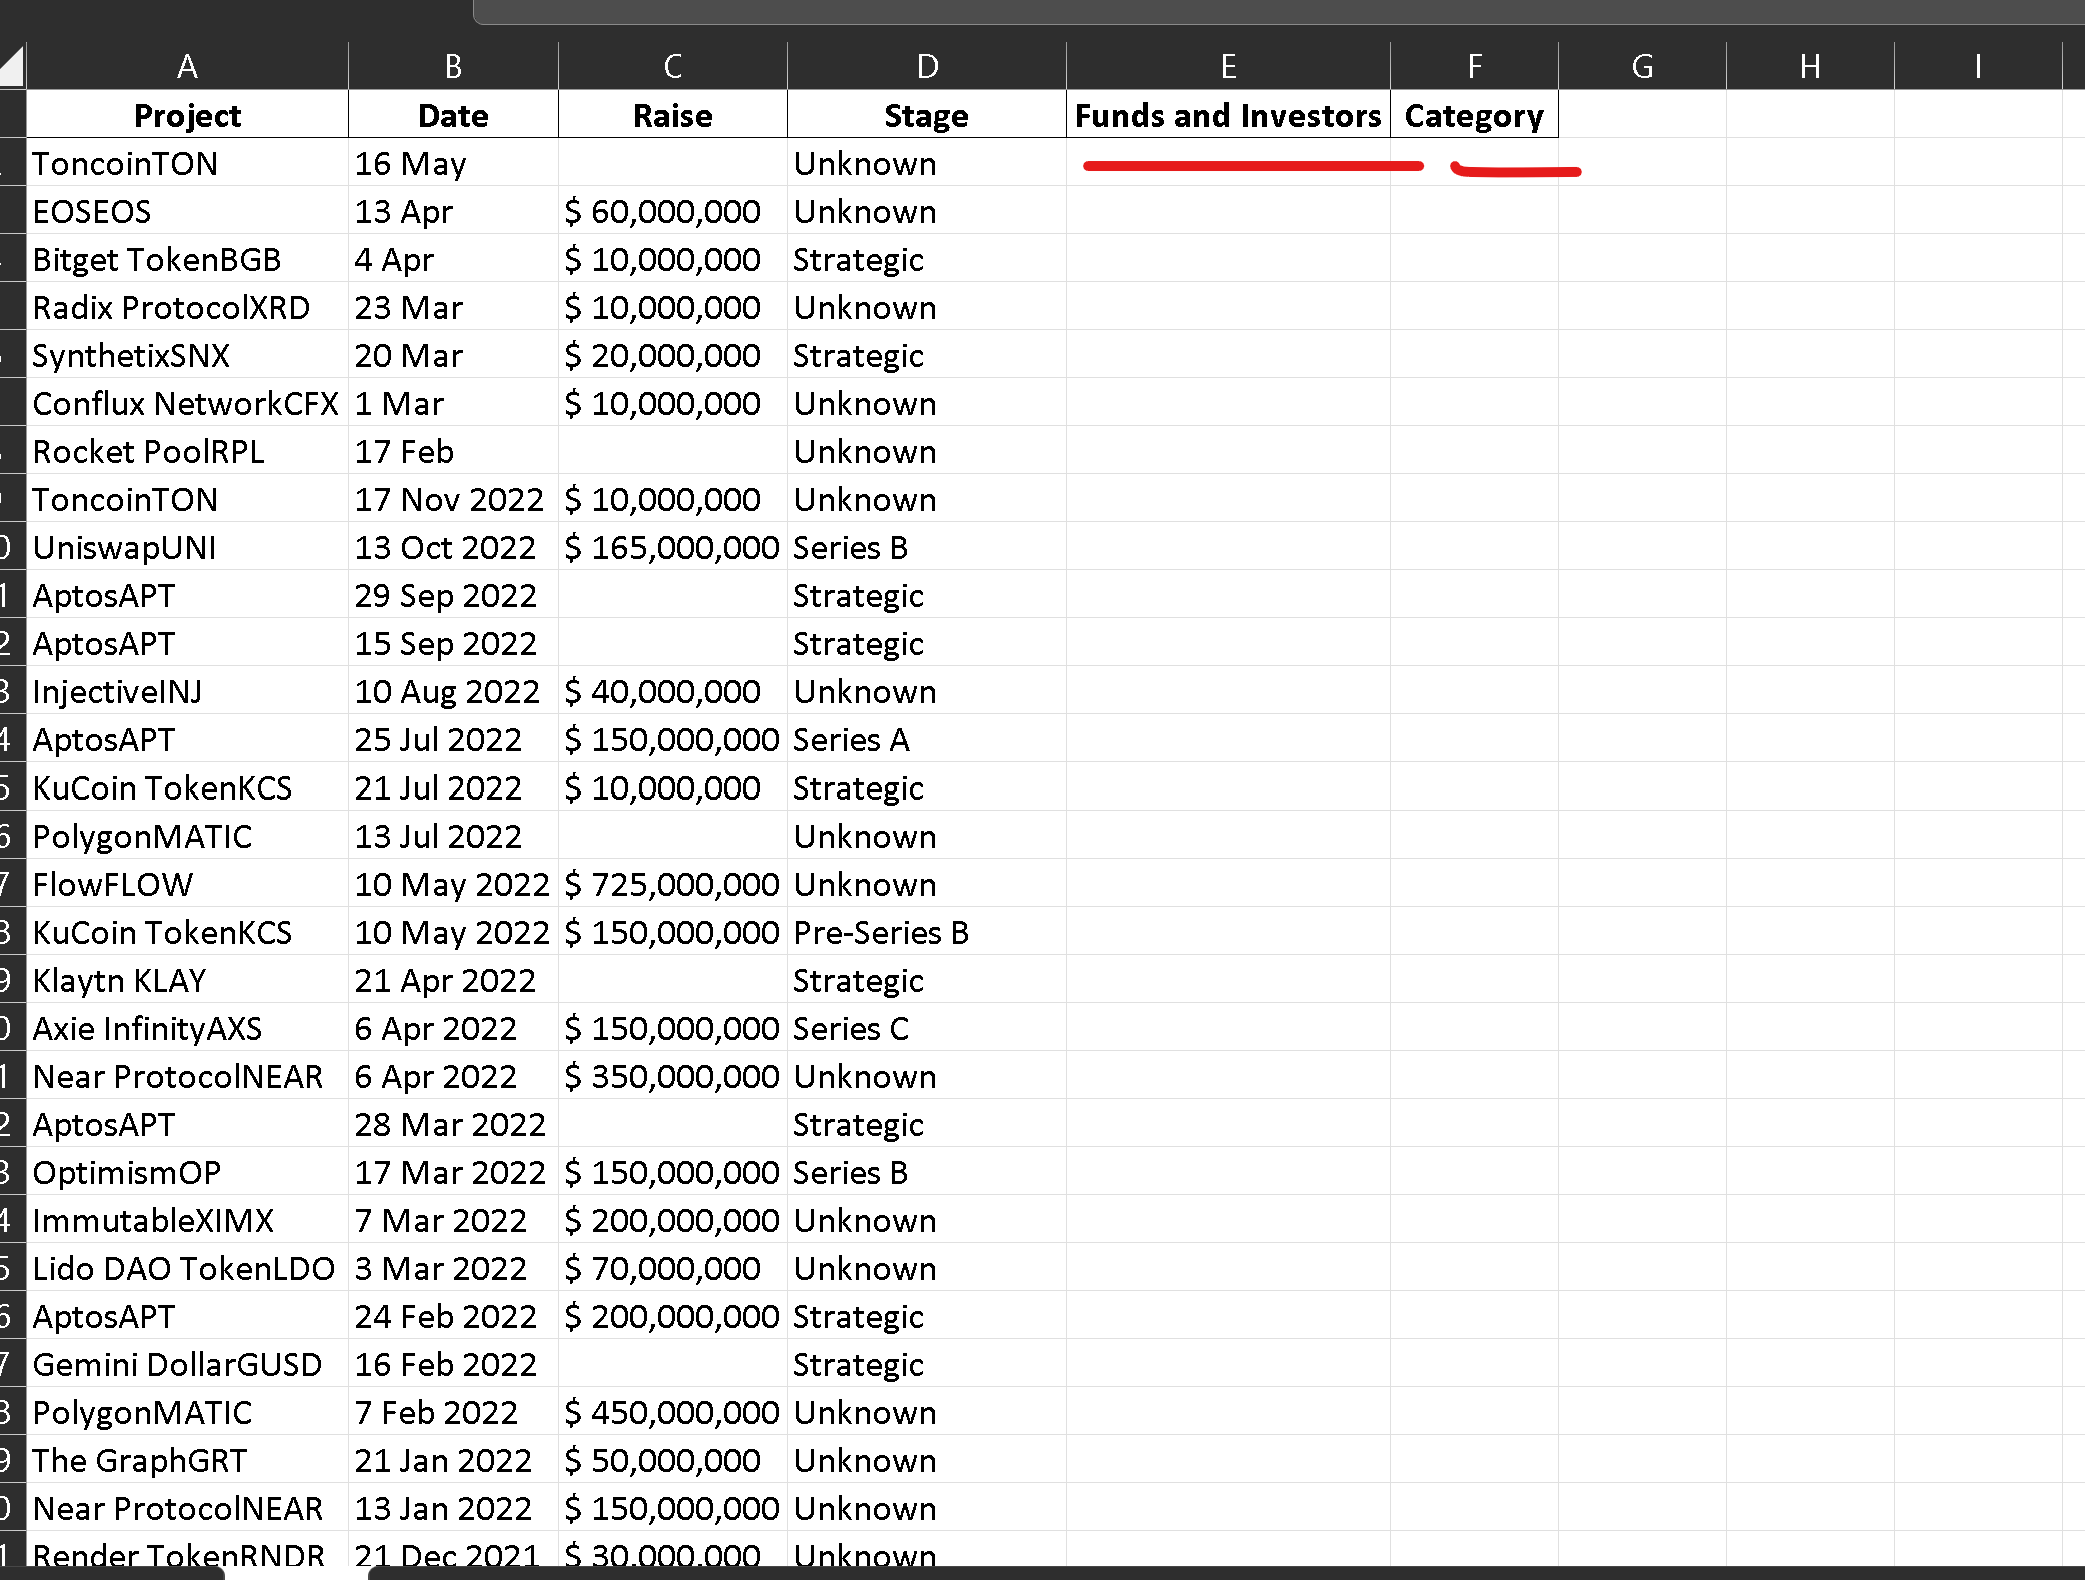 A B C D E F G H I
Project Date Raise Stage Funds and Investors Category
ToncoinTON 16 May Unknown
EOSEOS 13 Apr $ 60,000,000 Unknown
Bitget TokenBGB 4 Apr $ 10,000,000 Strategic
Radix ProtocolXRD 23 Mar $ 10,000,000 Unknown
SynthetixSNX 20 Mar $ 20,000,000 Strategic
Conflux NetworkCFX 1 Mar $ 10,000,000 Unknown
Rocket PoolRPL 17 Feb Unknown
ToncoinTON 17 Nov 2022 $ 10,000,000 Unknown
UniswapUNI 13 Oct 2022 $ 165,000,000 Series B
AptosAPT 29 Sep 2022 Strategic
AptosAPT 15 Sep 2022 Strategic
InjectiveINJ 10 Aug 2022 $ 40,000,000 Unknown
AptosAPT 25 Jul 2022 $ 150,000,000 Series A
KuCoin TokenKCS 21 Jul 2022 $ 10,000,000 Strategic
PolygonMATIC 13 Jul 2022 Unknown
FlowFLOW 10 May 2022 $ 725,000,000 Unknown
KuCoin TokenKCS 10 May 2022 $ 150,000,000 Pre-Series B
Klaytn KLAY 21 Apr 2022 Strategic
Axie InfinityAXS 6 Apr 2022 $ 150,000,000 Series C
Near ProtocolNEAR 6 Apr 2022 $ 350,000,000 Unknown
AptosAPT 28 Mar 2022 Strategic
OptimismOP 17 Mar 2022 $ 150,000,000 Series B
ImmutableXIMX 7 Mar 2022 $ 200,000,000 Unknown
Lido DAO TokenLDO 3 Mar 2022 $ 70,000,000 Unknown
AptosAPT 24 Feb 2022 $ 200,000,000 Strategic
Gemini DollarGUSD 16 Feb 2022 Strategic
PolygonMATIC 7 Feb 2022 $ 450,000,000 Unknown
The GraphGRT 21 Jan 2022 $ 50,000,000 Unknown
Near ProtocolNEAR 13 Jan 2022 $ 150,000,000 Unknown
Render TokenRNDR 21 Dec 2021 $ 30,000,000 Unknown